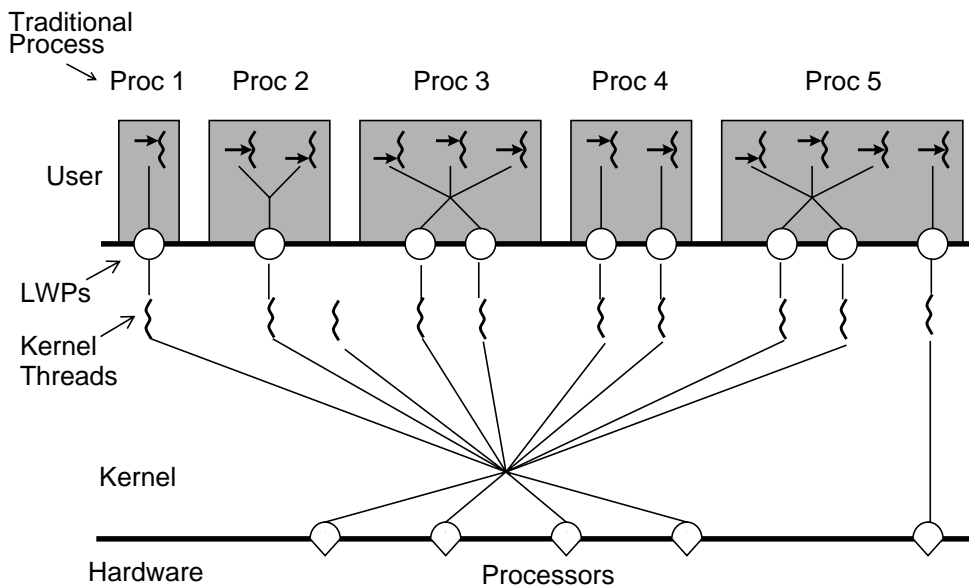 Traditional
Process
Proc 1 Proc 2 Proc 3 Proc 4 Proc 5
User
LWPs
Kernel
Threads
Kernel
Hardware Processors